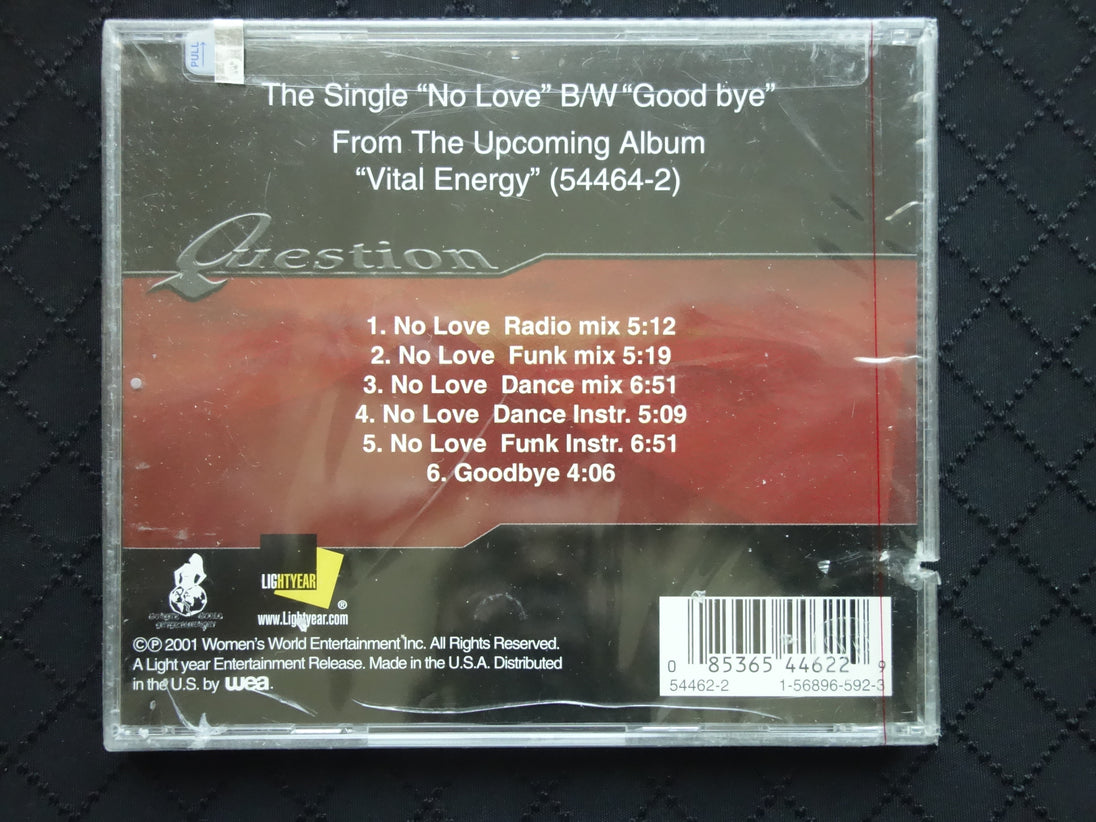 PULL
The Single “No Love” B/W “Good bye”
From The Upcoming Album
“Vital Energy” (54464-2)
Question
1. No Love Radio mix 5:12
2. No Love Funk mix 5:19
3. No Love Dance mix 6:51
4. No Love Dance Instr. 5:09
5. No Love Funk Instr. 6:51
6. Goodbye 4:06
LIGHTYEAR
®
www.Lightyear.com
©℗ 2001 Women's World Entertainment Inc. All Rights Reserved.
A Light year Entertainment Release. Made in the U.S.A. Distributed
in the U.S. by wea.
0 85365 44622 9
54462-2 1-56896-592-3